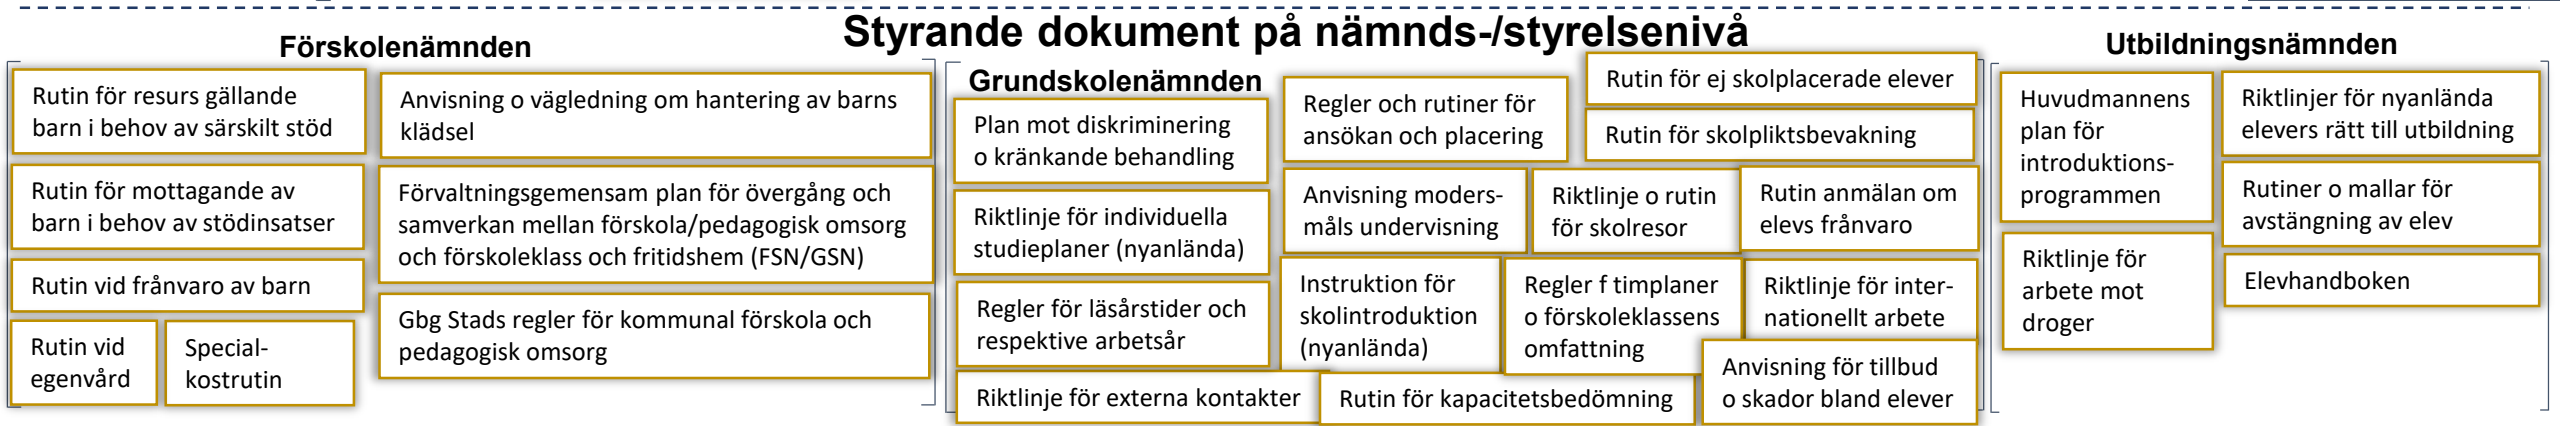 Styrande dokument på nämnds-/styrelsenivå
Förskolenämnden
Rutin för resurs gällande
barn i behov av särskilt stöd
Rutin för mottagande av
barn i behov av stödinsatser
Rutin vid frånvaro av barn
Rutin vid
egenvård
Special-
kostrutin
Anvisning o vägledning om hantering av barns
klädsel
Förvaltningsgemensam plan för övergång och
samverkan mellan förskola/pedagogisk omsorg
och förskoleklass och fritidshem (FSN/GSN)
Gbg Stads regler för kommunal förskola och
pedagogisk omsorg
Grundskolenämnden
Plan mot diskriminering
o kränkande behandling
Riktlinje för individuella
studieplaner (nyanlända)
Regler för läsårstider och
respektive arbetsår
Riktlinje för externa kontakter
Regler och rutiner för
ansökan och placering
Rutin för ej skolplacerade elever
Rutin för skolpliktsbevakning
Anvisning moders-
måls undervisning
Riktlinje o rutin
för skolresor
Rutin anmälan om
elevs frånvaro
Instruktion för
skolintroduktion
(nyanlända)
Regler f timplaner
o förskoleklassens
omfattning
Riktlinje för inter-
nationellt arbete
Rutin för kapacitetsbedömning
Anvisning för tillbud
o skador bland elever
Utbildningsnämnden
Huvudmannens
plan för
introduktions-
programmen
Riktlinje för
arbete mot
droger
Riktlinjer för nyanlända
elevers rätt till utbildning
Rutiner o mallar för
avstängning av elev
Elevhandboken